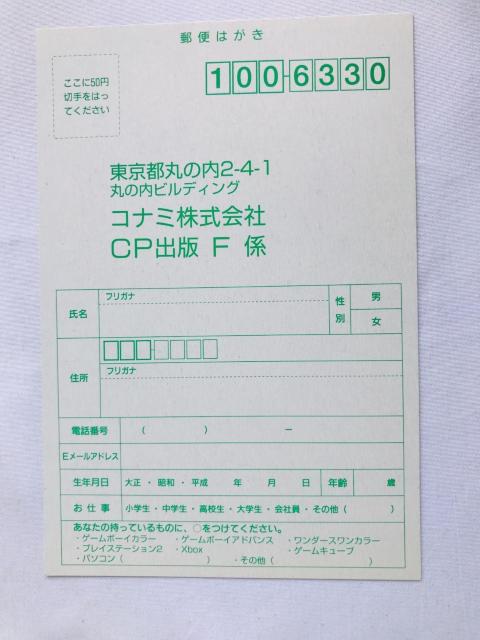 郵便はがき
ここに50円
切手をはっ
てください
100-6330
東京都丸の内2-4-1
丸の内ビルディング
コナミ株式会社
CP出版 F 係
氏名
フリガナ
性別
男
女
住所
フリガナ
電話番号 ( ) −
Eメールアドレス
生年月日 大正・昭和・平成 年 月 日 年齢 歳
お仕事 小学生・中学生・高校生・大学生・会社員・その他( )
あなたの持っているものに、○をつけてください。
・ゲームボーイカラー ・ゲームボーイアドバンス ・ワンダースワンカラー
・プレイステーション2 ・Xbox ・ゲームキューブ
・パソコン( ) ・その他( )